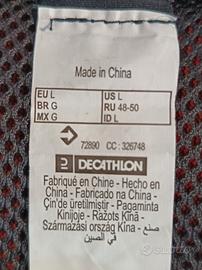 Made in China
EU L
US L
BR G
RU 48-50
MX G
ID L
72890 CC : 326748
DECATHLON
Fabriqué en Chine - Hecho en
China - Fabricado na China -
Çin'de üretilmiştir - Pagaminta
Kinijoje - Ražots Ķīnā -
Származási ország Kína - صنع
في الصين